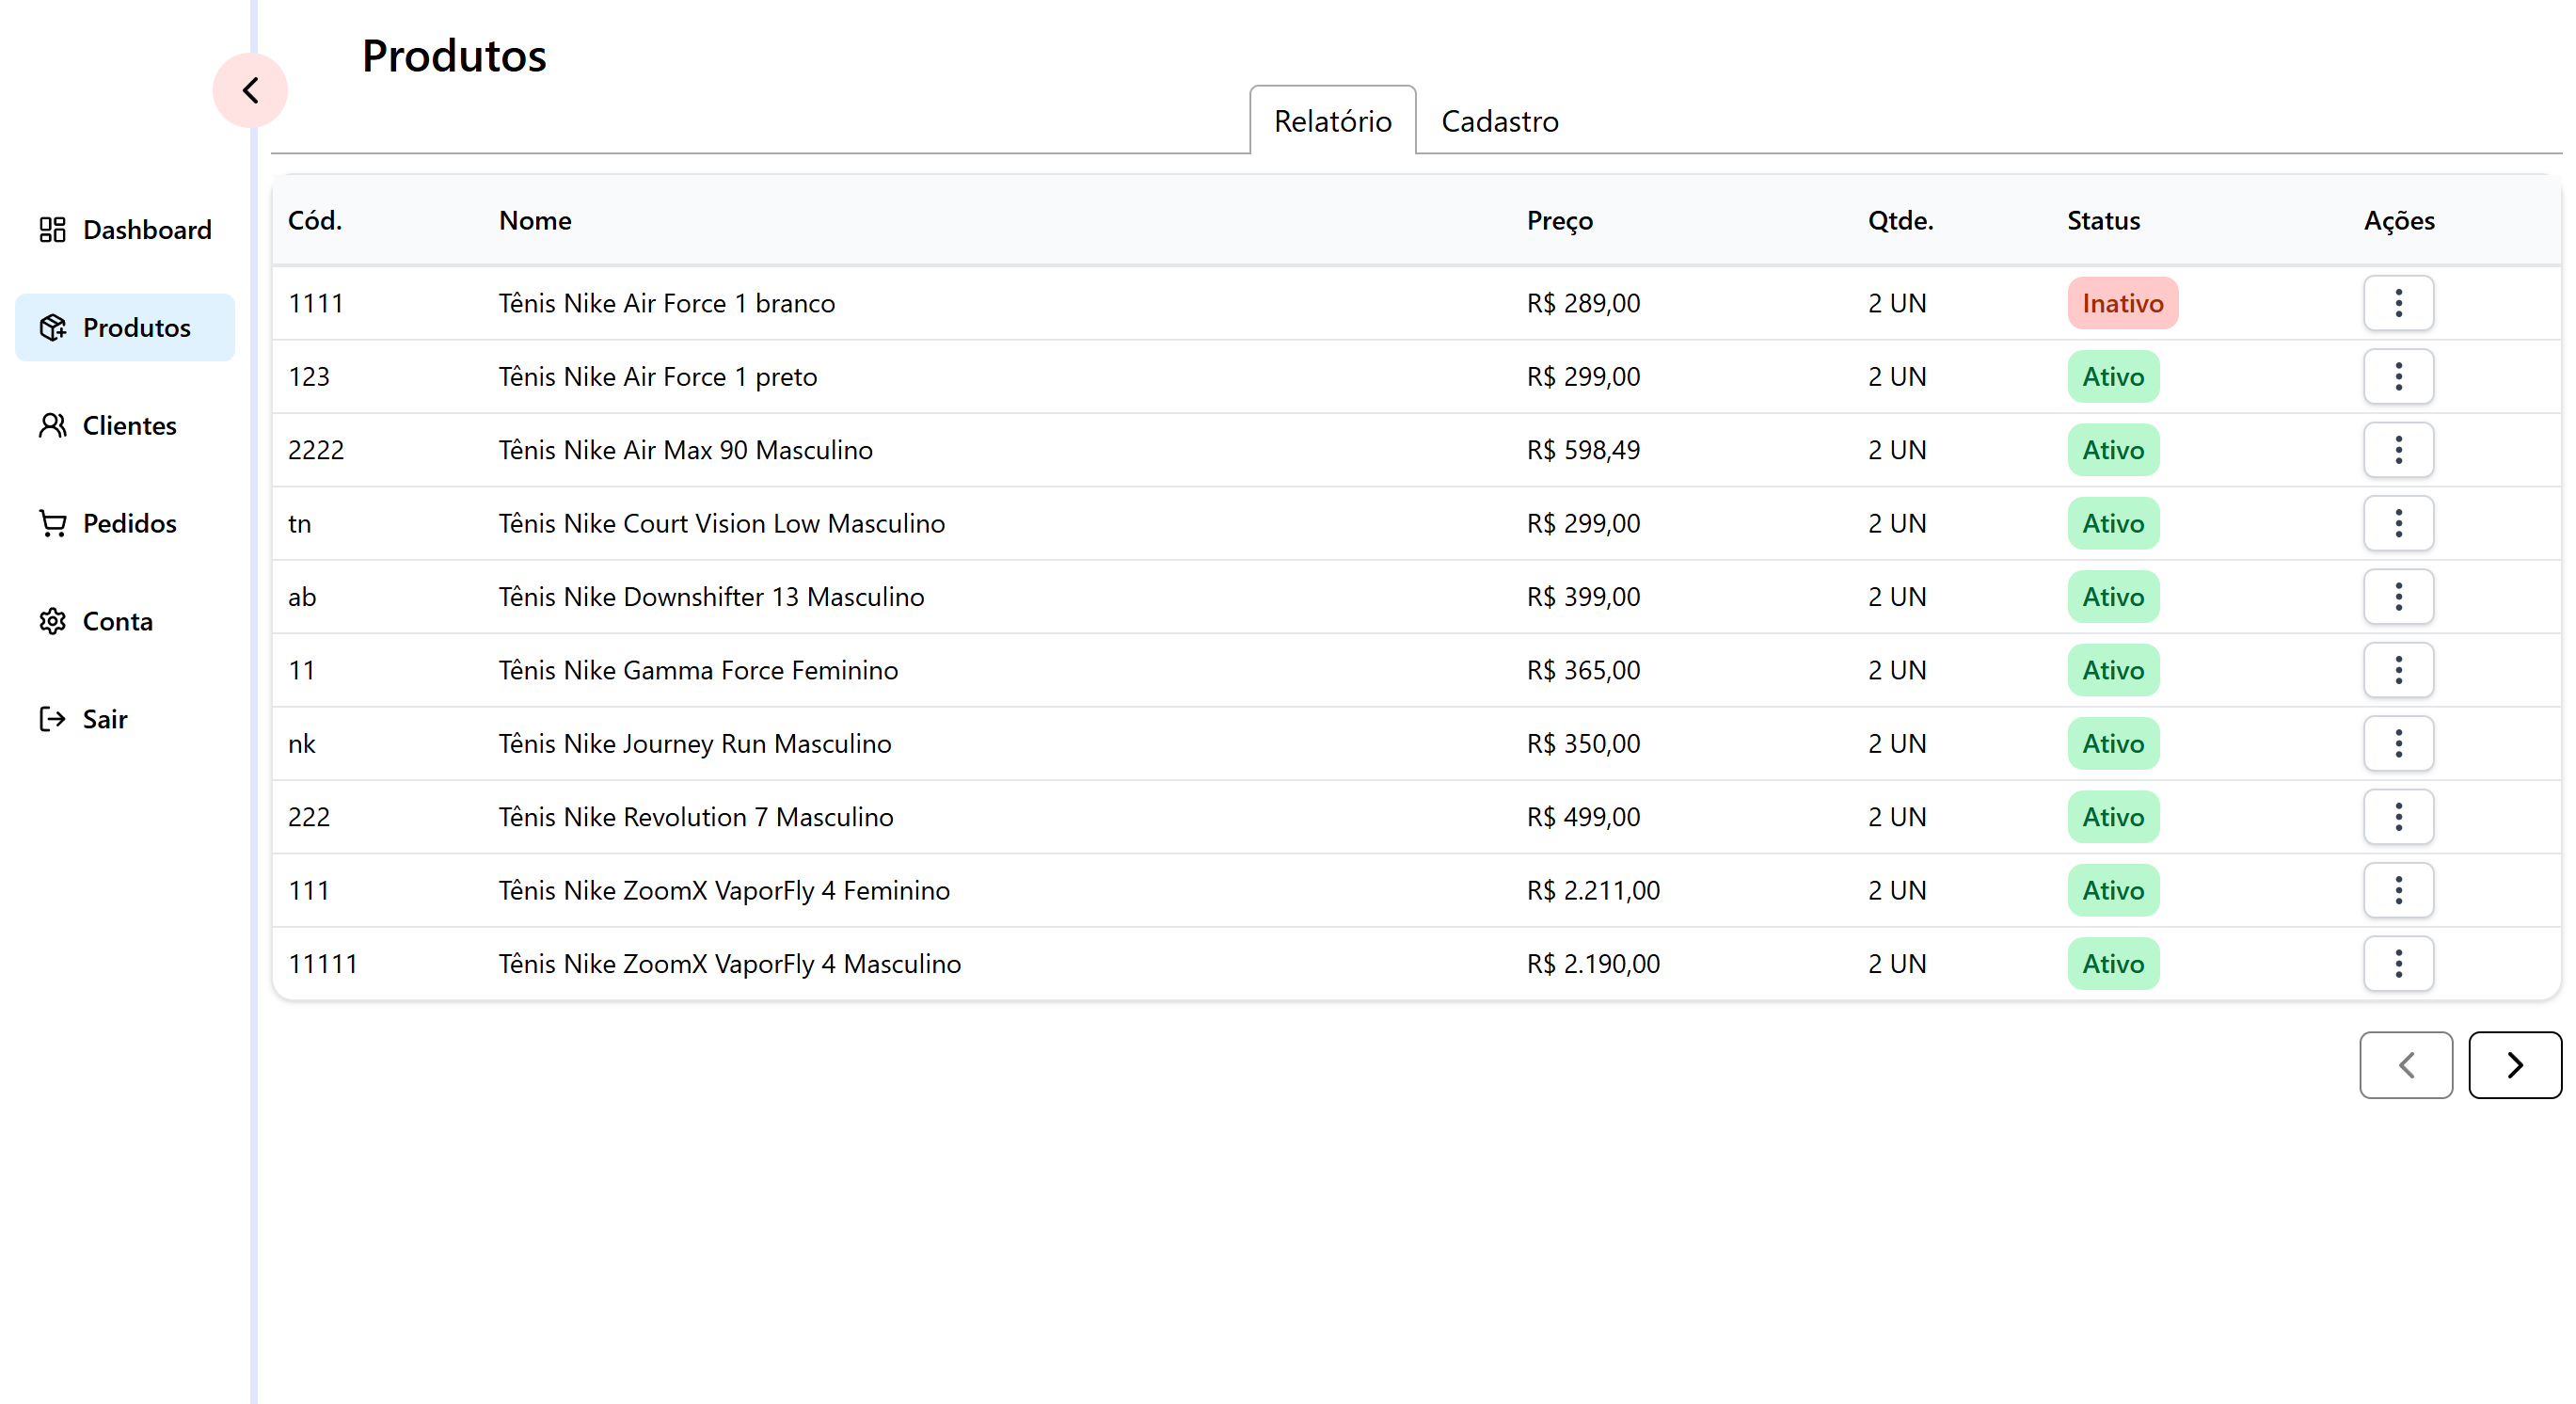 Produtos
Relatório Cadastro
Dashboard
Produtos
Clientes
Pedidos
Conta
Sair
Cód. Nome Preço Qtde. Status Ações
1111 Tênis Nike Air Force 1 branco R$ 289,00 2 UN Inativo
123 Tênis Nike Air Force 1 preto R$ 299,00 2 UN Ativo
2222 Tênis Nike Air Max 90 Masculino R$ 598,49 2 UN Ativo
tn Tênis Nike Court Vision Low Masculino R$ 299,00 2 UN Ativo
ab Tênis Nike Downshifter 13 Masculino R$ 399,00 2 UN Ativo
11 Tênis Nike Gamma Force Feminino R$ 365,00 2 UN Ativo
nk Tênis Nike Journey Run Masculino R$ 350,00 2 UN Ativo
222 Tênis Nike Revolution 7 Masculino R$ 499,00 2 UN Ativo
111 Tênis Nike ZoomX VaporFly 4 Feminino R$ 2.211,00 2 UN Ativo
11111 Tênis Nike ZoomX VaporFly 4 Masculino R$ 2.190,00 2 UN Ativo